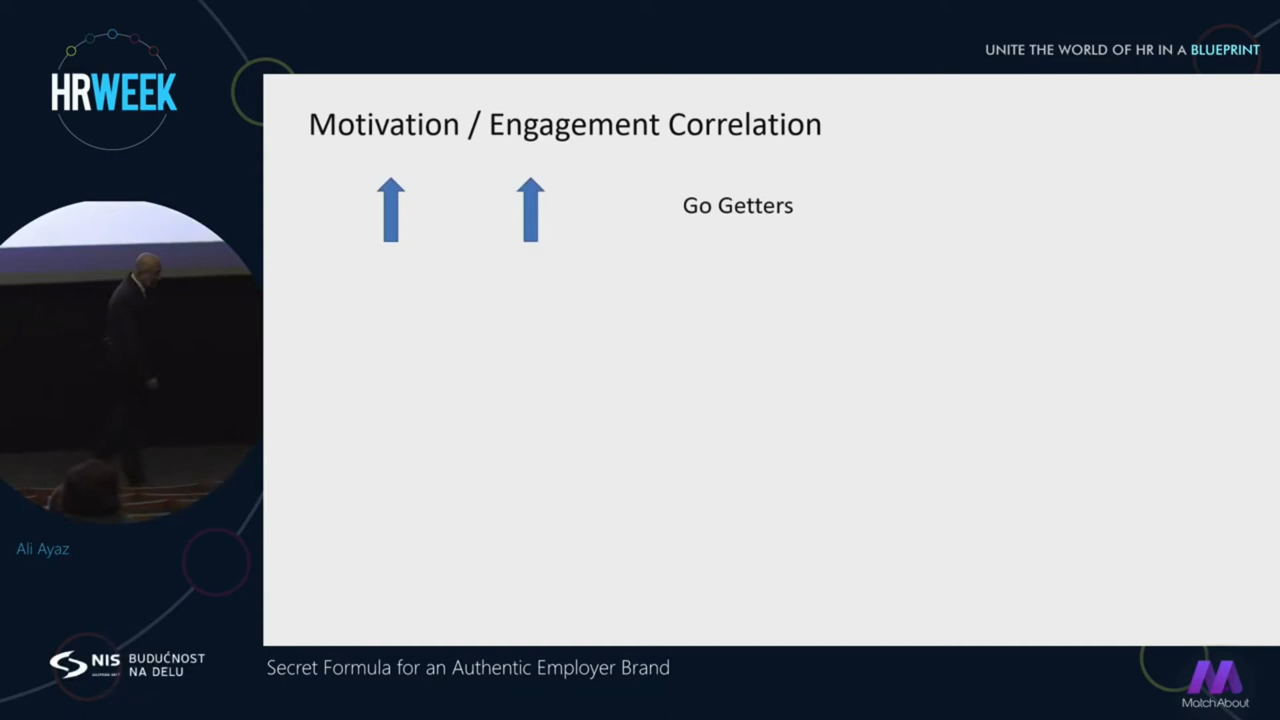 HRWEEK
UNITE THE WORLD OF HR IN A BLUEPRINT
Motivation / Engagement Correlation
Go Getters
Ali Ayaz
NIS
BUDUĆNOST
NA DELU
Secret Formula for an Authentic Employer Brand
MatchAbout